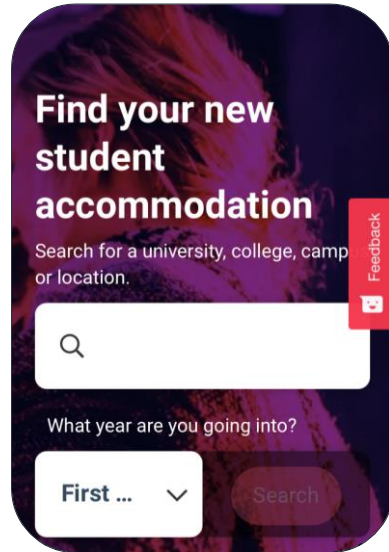 Find your new
student
accommodation
Search for a university, college, campus
or location.
Feedback
What year are you going into?
First ...
Search